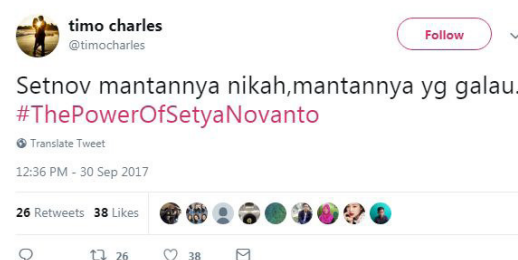 timo charles
@timocharles
Follow
Setnov mantannya nikah,mantannya yg galau.
#ThePowerOfSetyaNovanto
Translate Tweet
12:36 PM - 30 Sep 2017
26 Retweets 38 Likes
26 38